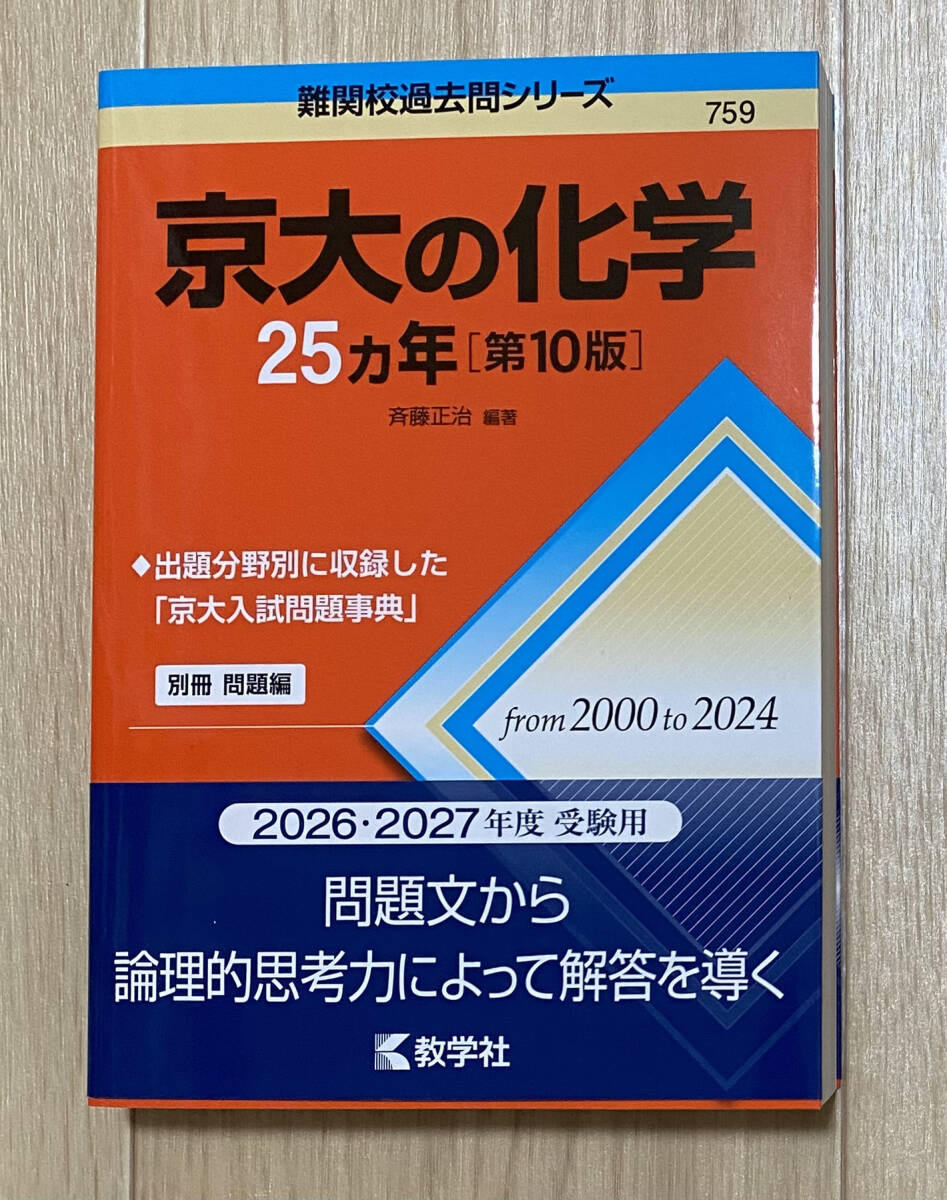 難関校過去問シリーズ
759
京大の化学
25ヵ年[第10版]
斉藤正治 編著
◆出題分野別に収録した
「京大入試問題事典」
別冊 問題編
from 2000 to 2024
2026・2027年度 受験用
問題文から
論理的思考力によって解答を導く
教学社